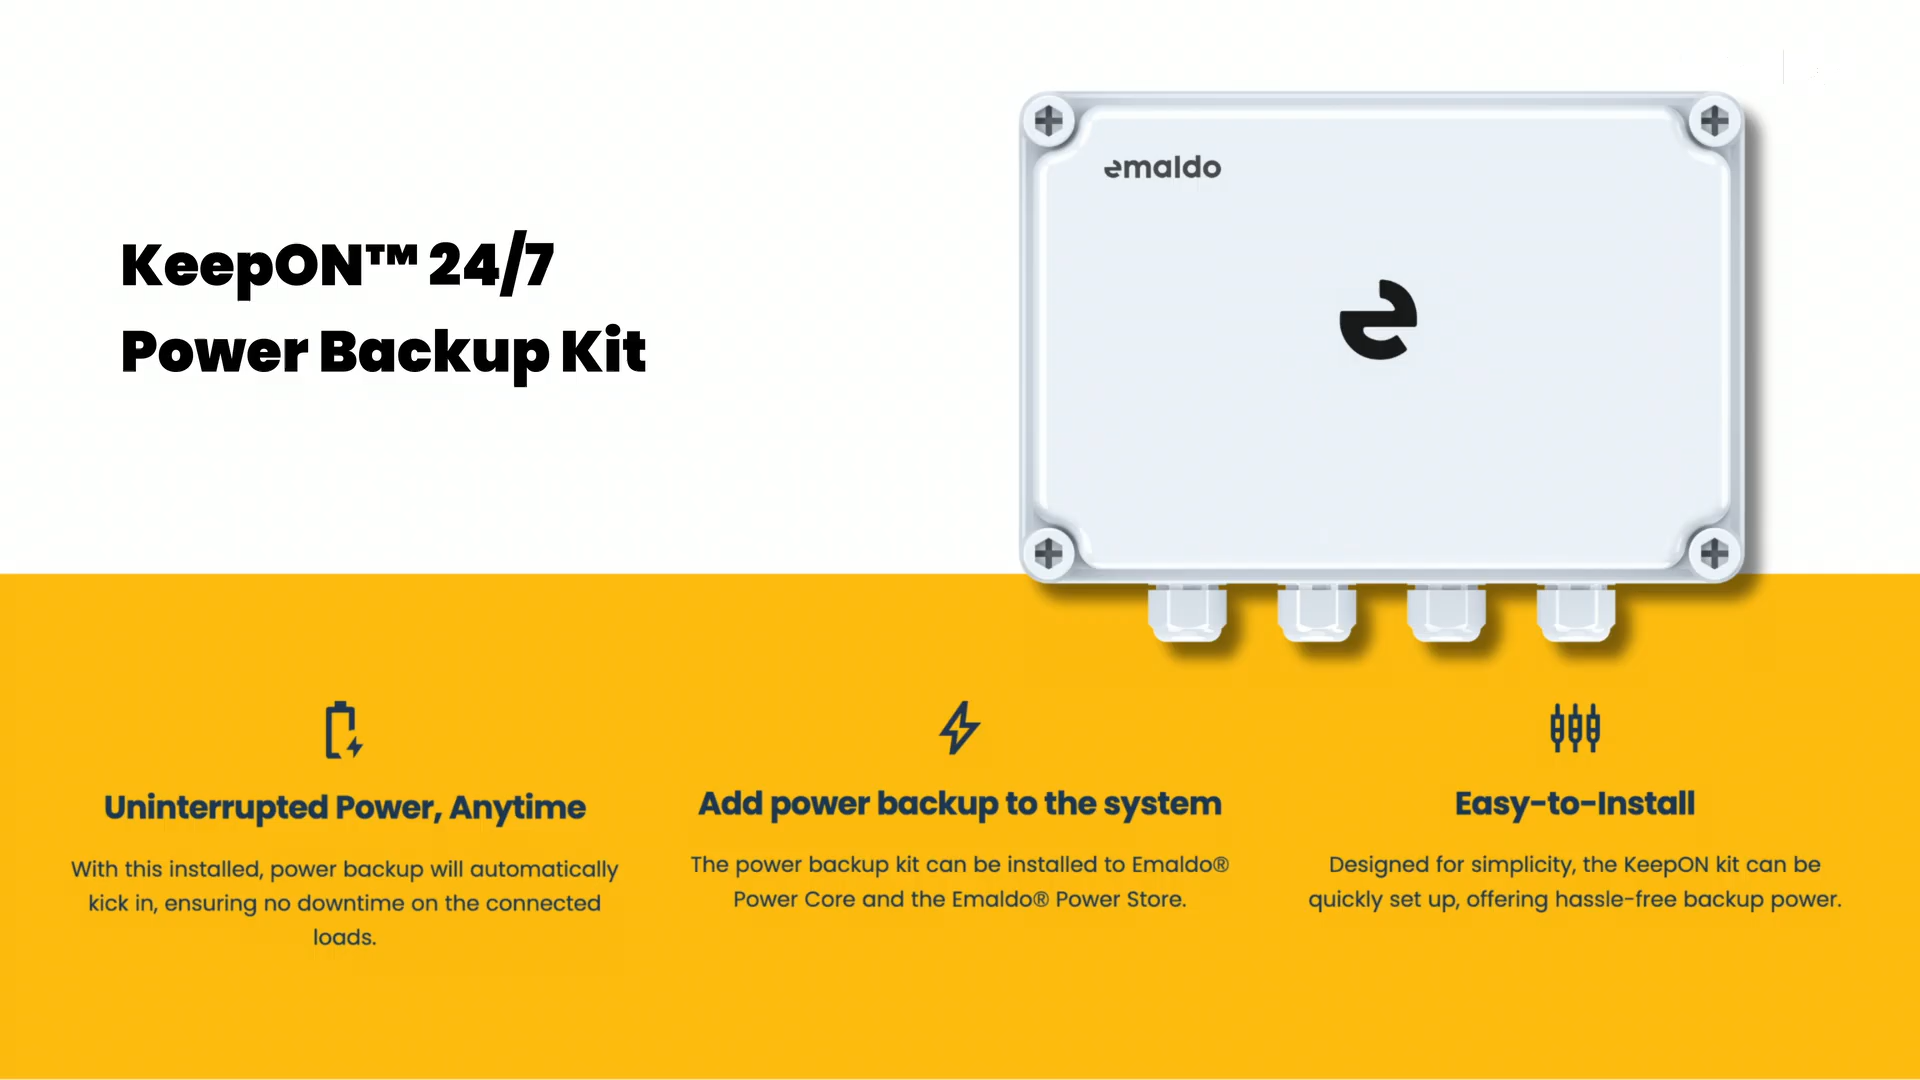 emaldo
KeepON™ 24/7
Power Backup Kit
Uninterrupted Power, Anytime
With this installed, power backup will automatically
kick in, ensuring no downtime on the connected
loads.
Add power backup to the system
The power backup kit can be installed to Emaldo®
Power Core and the Emaldo® Power Store.
Easy-to-Install
Designed for simplicity, the KeepON kit can be
quickly set up, offering hassle-free backup power.